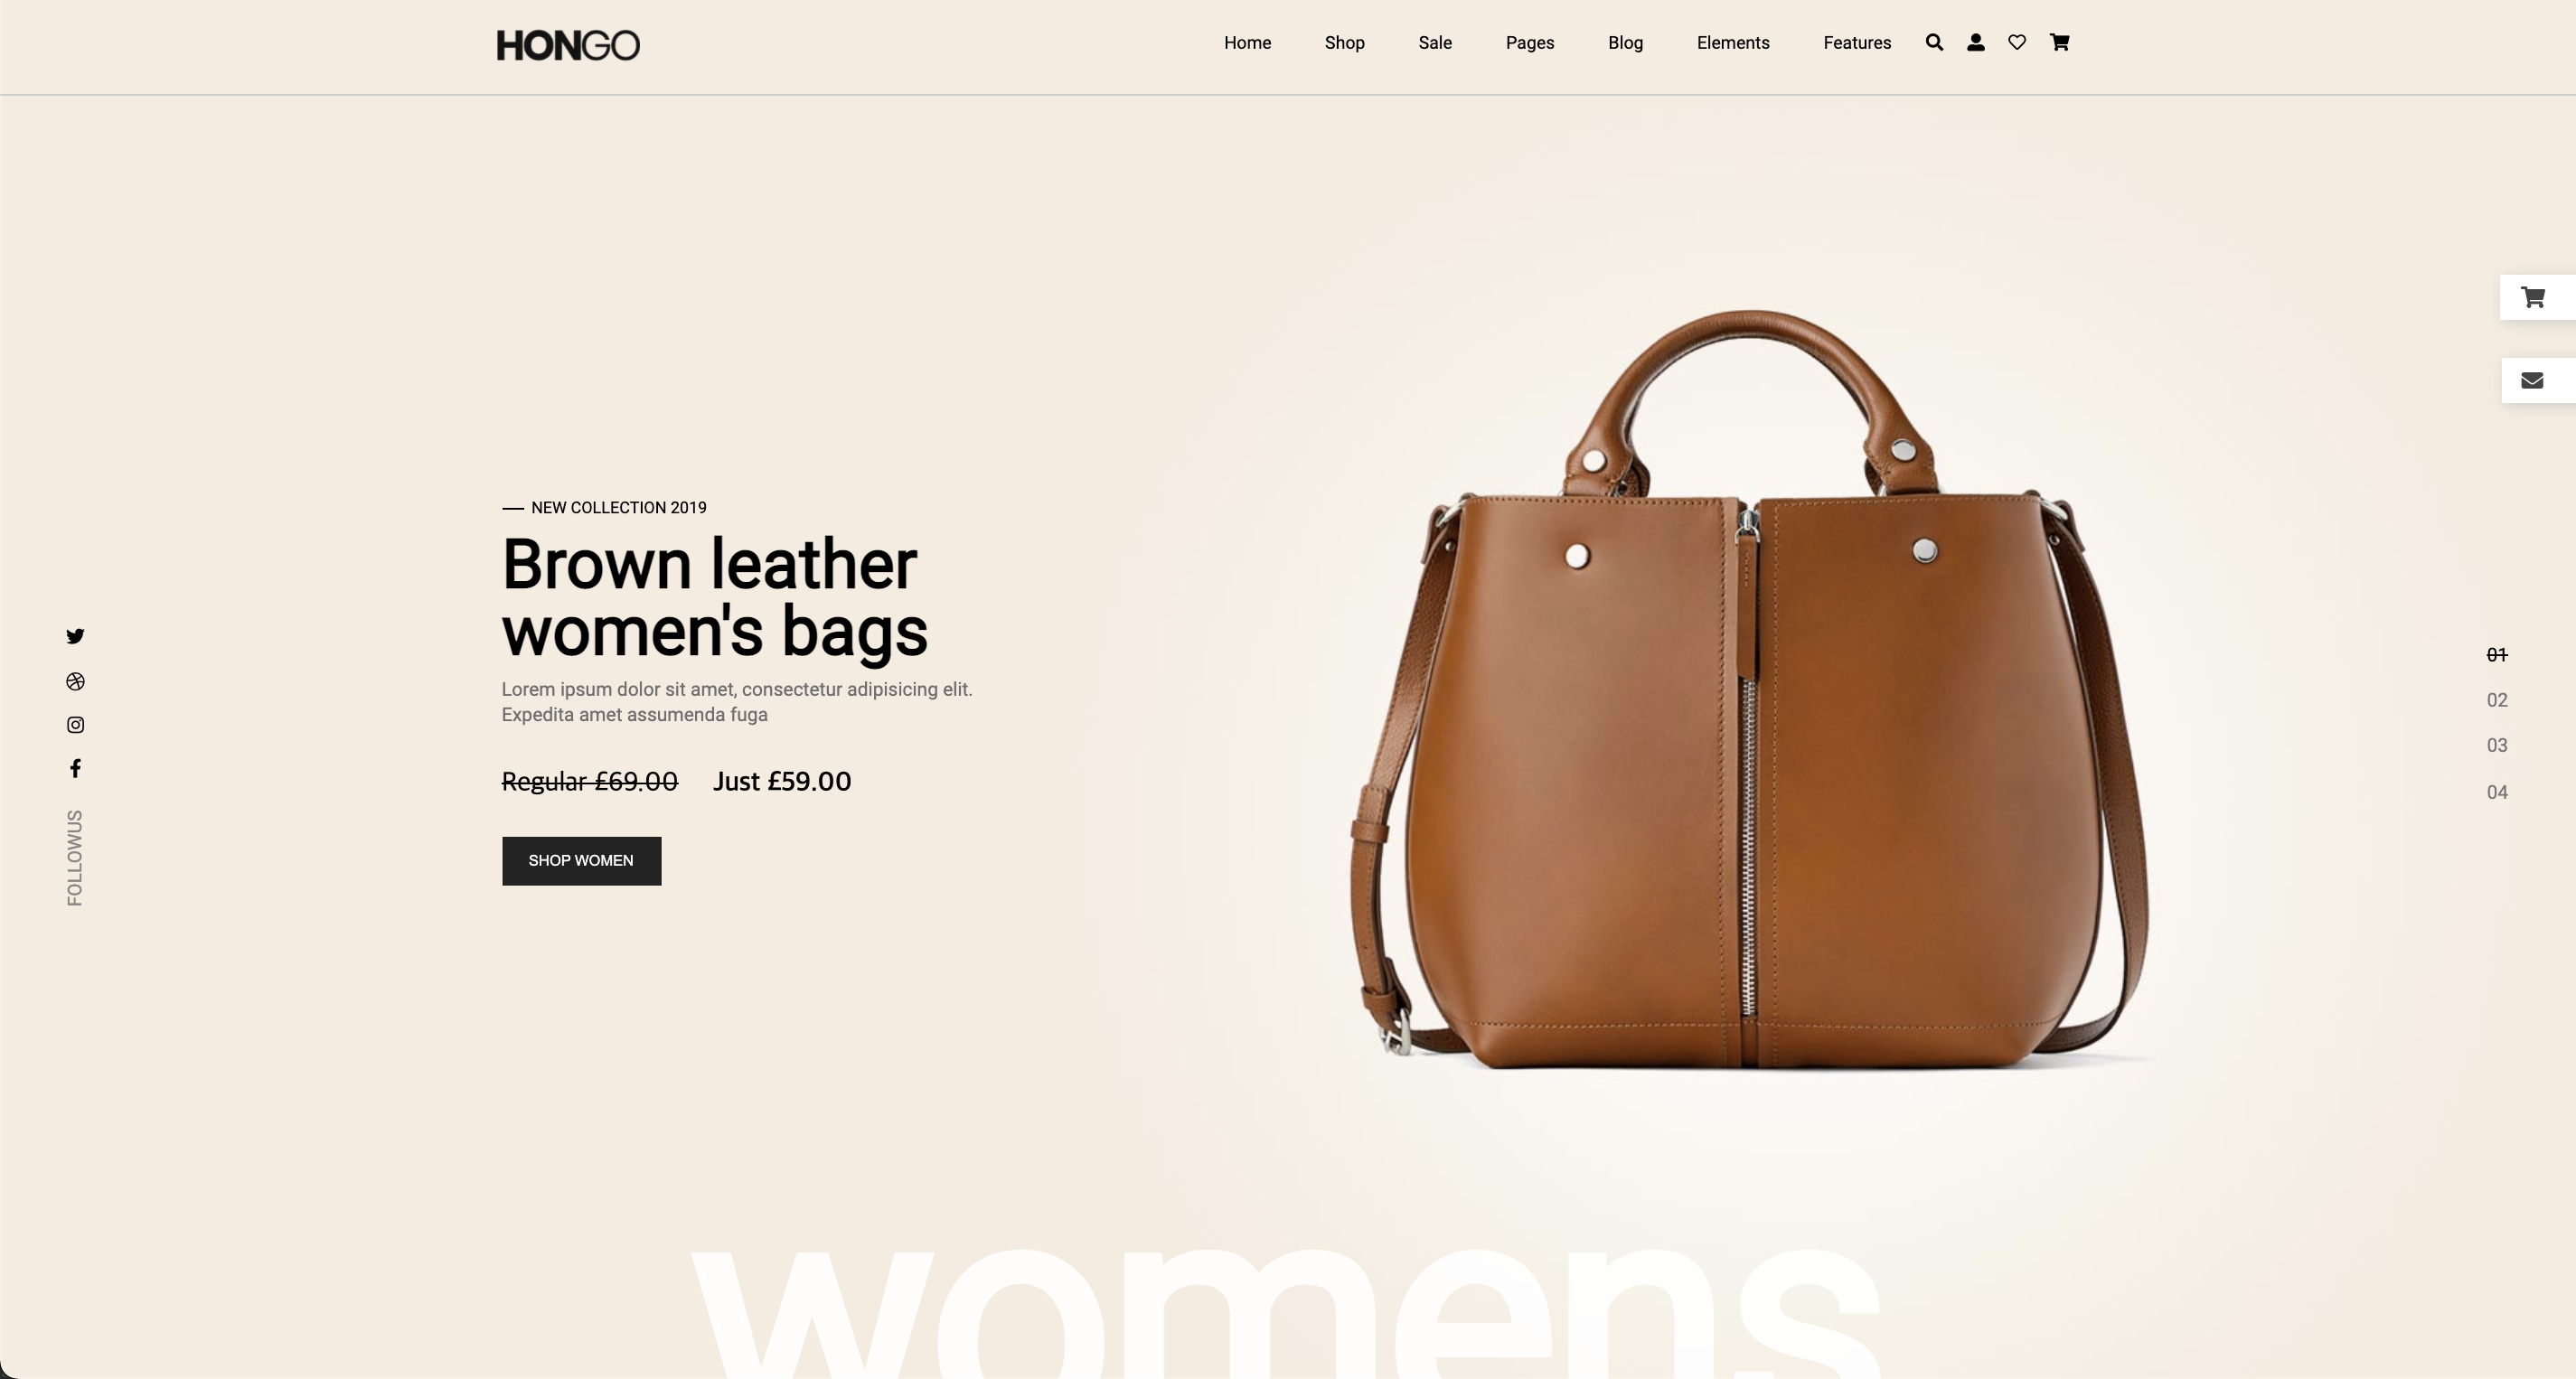 HONGO
Home Shop Sale Pages Blog Elements Features
NEW COLLECTION 2019
Brown leather
women's bags
Lorem ipsum dolor sit amet, consectetur adipisicing elit.
Expedita amet assumenda fuga
Regular £69.00 Just £59.00
SHOP WOMEN
FOLLOWUS
01
02
03
04
womens